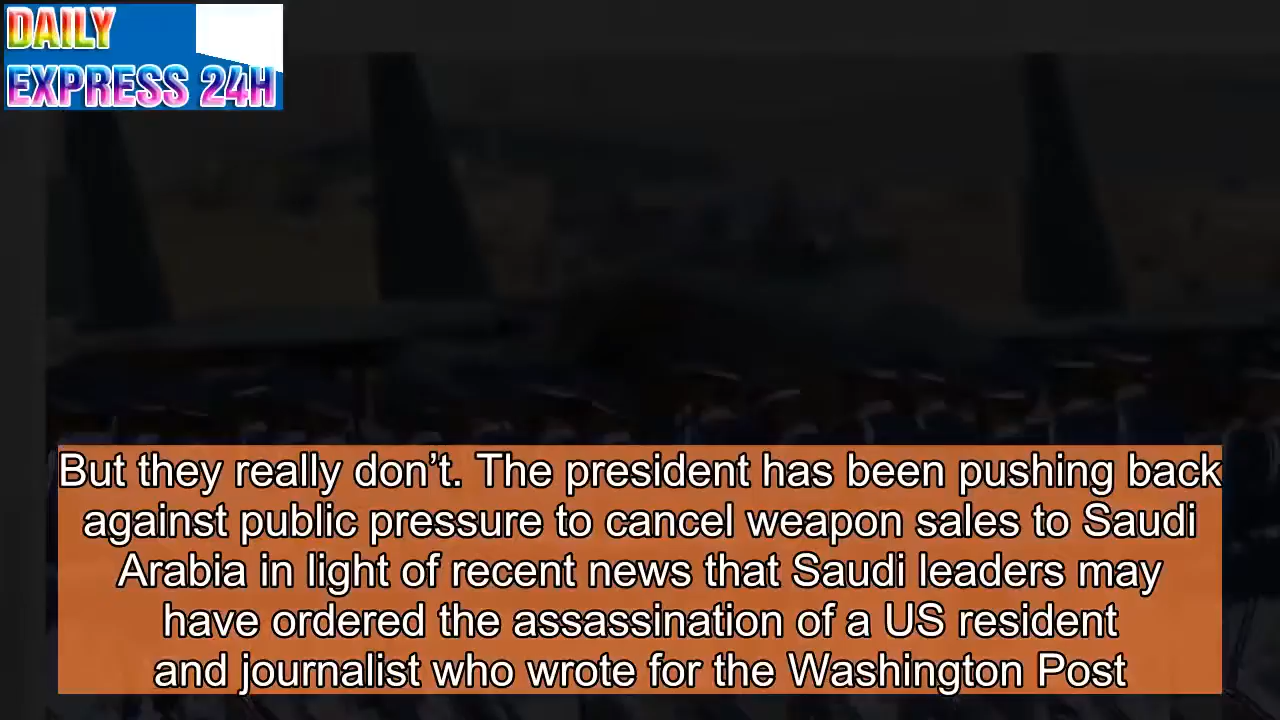 DAILY
EXPRESS 24H
But they really don’t. The president has been pushing back
against public pressure to cancel weapon sales to Saudi
Arabia in light of recent news that Saudi leaders may
have ordered the assassination of a US resident
and journalist who wrote for the Washington Post